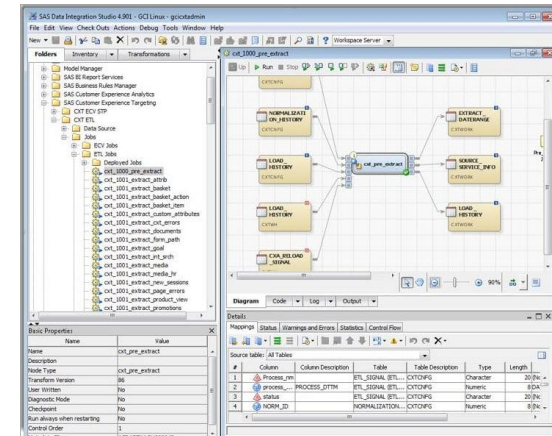 SAS Data Integration Studio 4.901 - GCI Linux - gcicxtadmin
File Edit View Check Outs Actions Debug Tools Window Help
New
Workspace Server
Folders Inventory Transformations
Model Manager
SAS BI Report Services
SAS Business Rules Manager
SAS Customer Experience Analytics
SAS Customer Experience Targeting
CXT ECV STP
CXT ETL
Data Source
Jobs
ECV Jobs
ETL Jobs
Deployed Jobs
cxt_1000_pre_extract
cxt_1001_extract_attrib
cxt_1001_extract_basket
cxt_1001_extract_basket_action
cxt_1001_extract_basket_item
cxt_1001_extract_custom_attributes
cxt_1001_extract_cxt_errors
cxt_1001_extract_documents
cxt_1001_extract_form_path
cxt_1001_extract_goal
cxt_1001_extract_int_srch
cxt_1001_extract_media
cxt_1001_extract_media_hr
cxt_1001_extract_new_sessions
cxt_1001_extract_page_errors
cxt_1001_extract_product_view
cxt_1001_extract_promotions
Basic Properties
Name Value
Name cxt_pre_extract
Description
Node Type cxt_pre_extract
Transform Version 86
User Written No
Diagnostic Mode No
Checkpoint No
Run always when restarting No
Control Order 1
cxt_1000_pre_extract
Up Run Stop
CXTCNFG
NORMALIZATI
ON_HISTORY
CXTCNFG
EXTRACT_
DATERANGE
CXTWORK
LOAD_
HISTORY
CXTCNFG
cxt_pre_extract
SOURCE_
SERVICE_INFO
CXTWORK
LOAD_
HISTORY
CXTWH
LOAD_
HISTORY
CXTWORK
CXA_RELOAD
_SIGNAL
90%
Diagram Code Log Output
Details
Mappings Status Warnings and Errors Statistics Control Flow
Source table: All Tables
# Column Column Description Table Table Description Type Length
1 Process_nm ETL_SIGNAL (ETL... CXTCNFG Character 20
2 process_... PROCESS_DTTM ETL_SIGNAL (ETL... CXTCNFG Numeric 8
3 status ETL_SIGNAL (ETL... CXTCNFG Character 20
4 NORM_ID NORMALIZATION... CXTCNFG Numeric 8